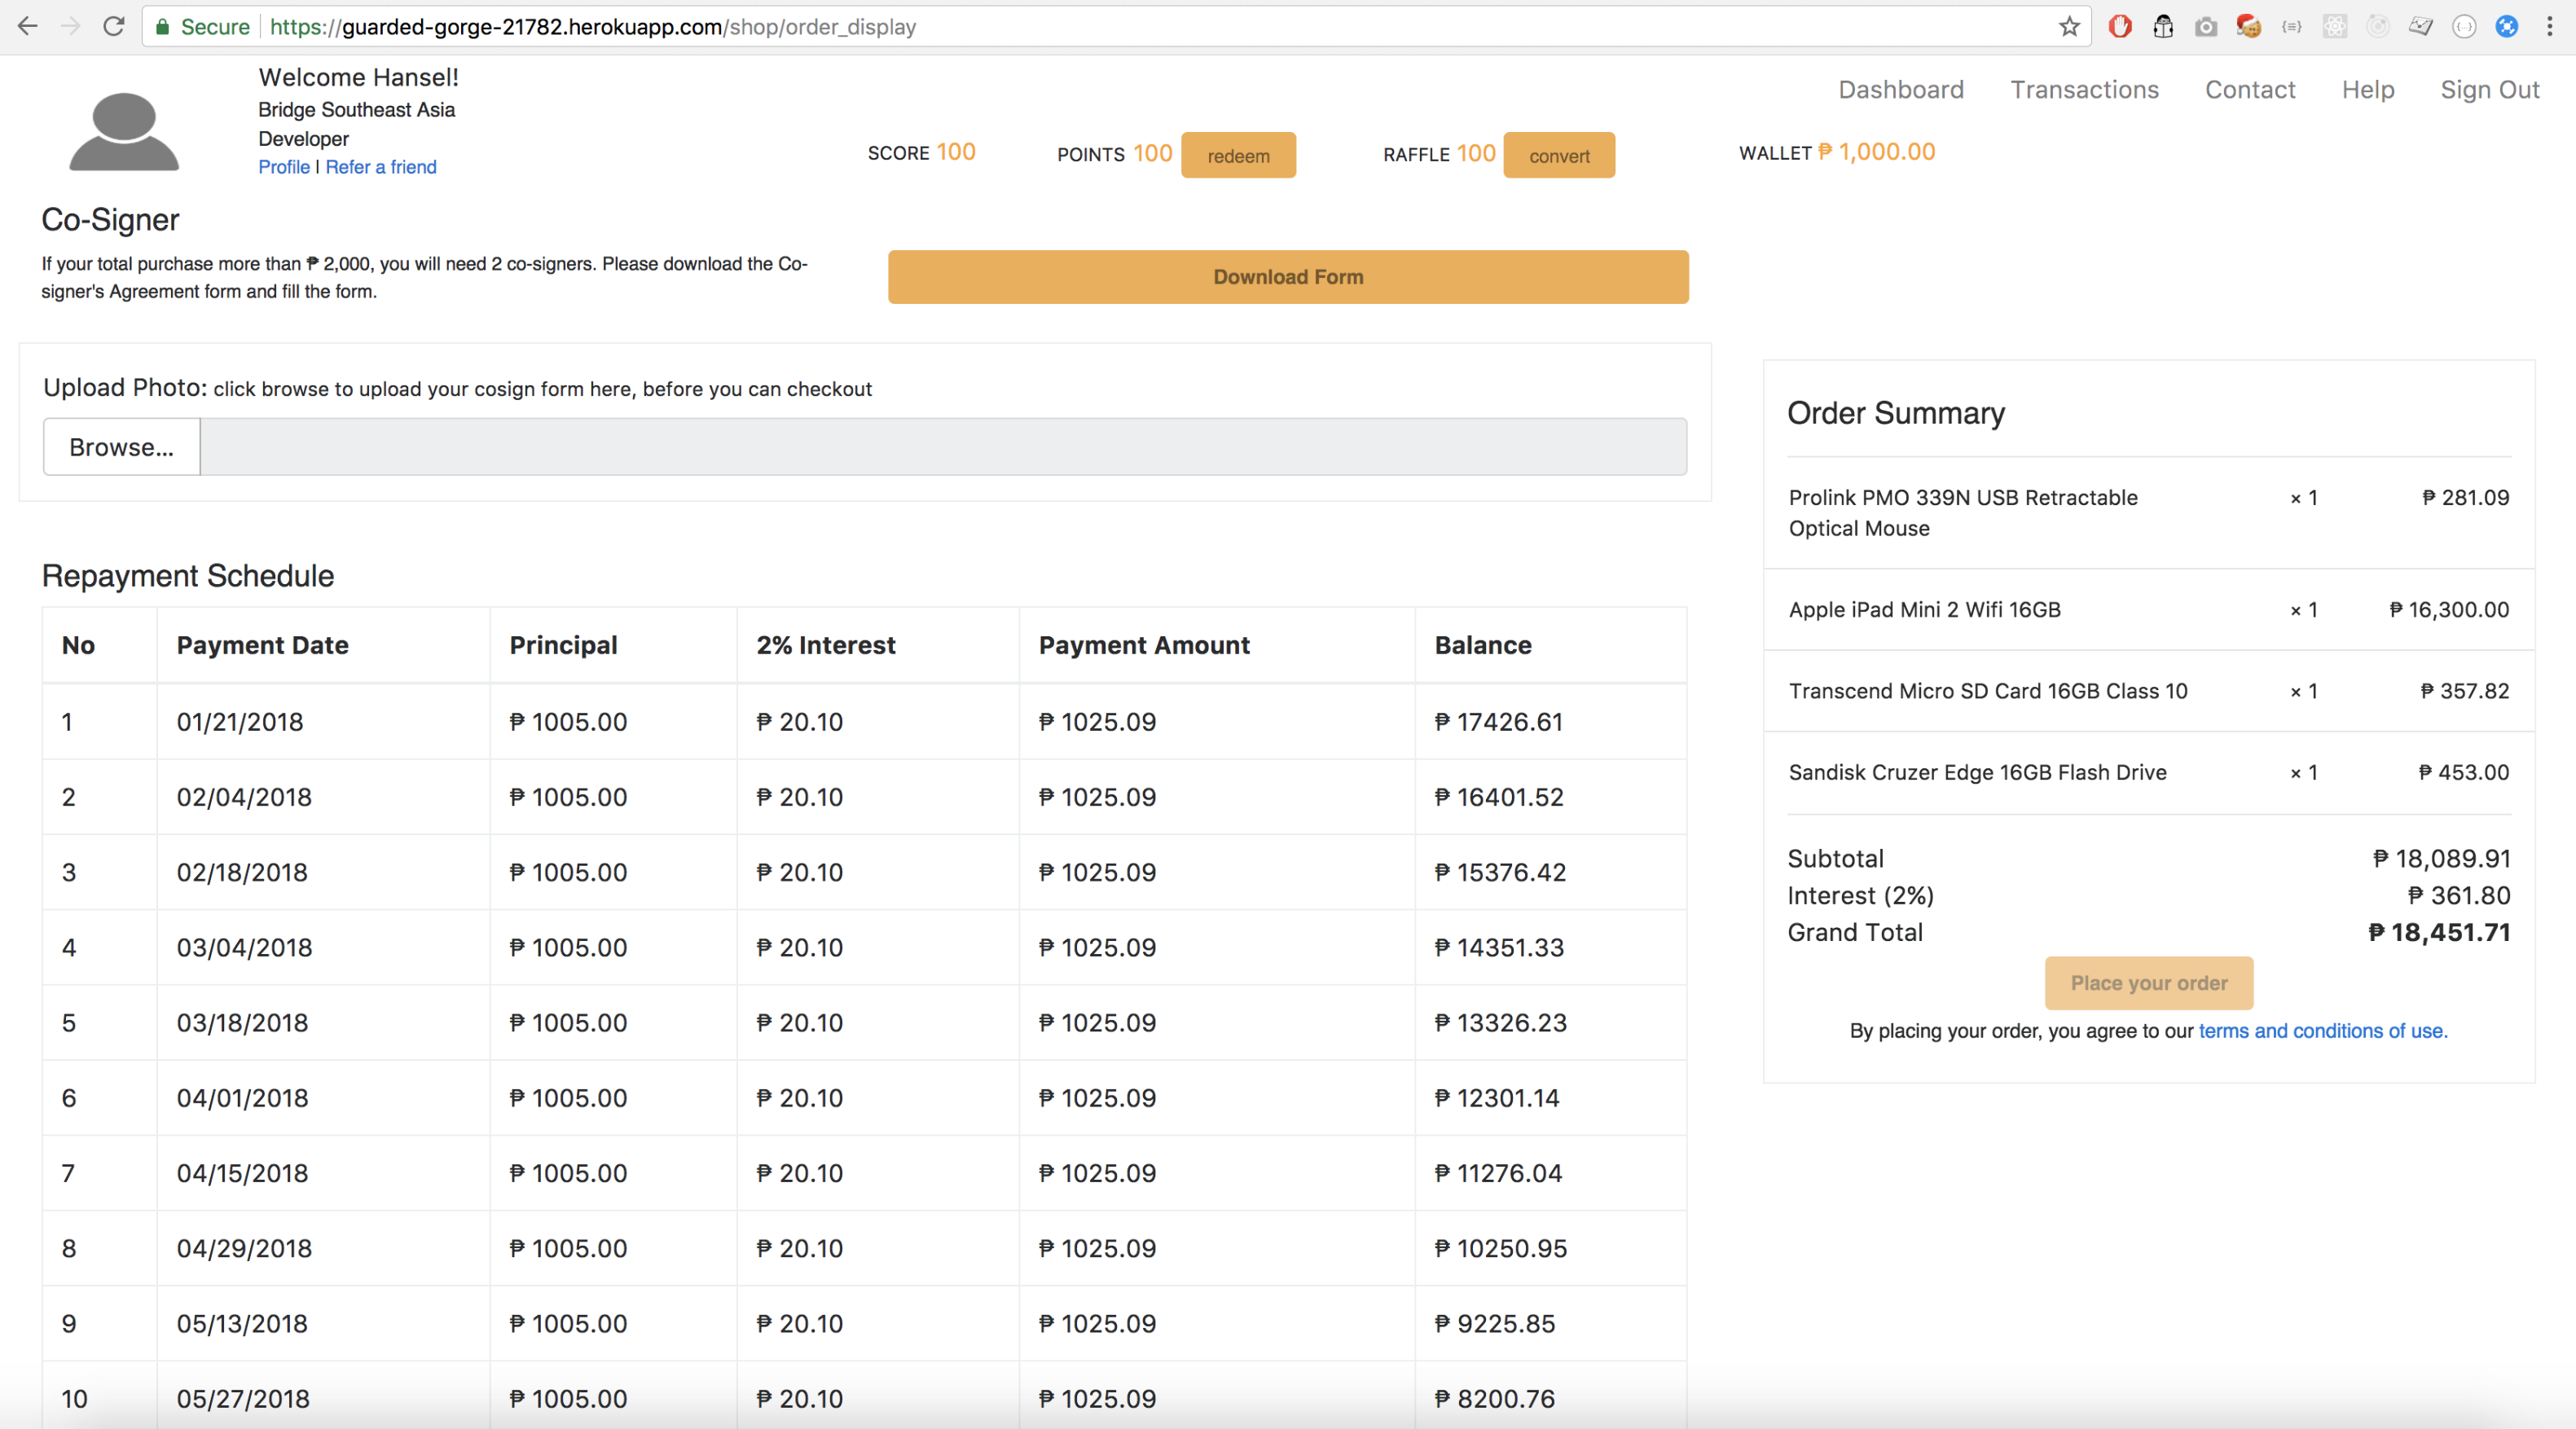 Secure https://guarded-gorge-21782.herokuapp.com/shop/order_display
Welcome Hansel!
Bridge Southeast Asia
Developer
Profile | Refer a friend
SCORE 100
POINTS 100 redeem
RAFFLE 100 convert
WALLET ₱ 1,000.00
Dashboard Transactions Contact Help Sign Out
Co-Signer
If your total purchase more than ₱ 2,000, you will need 2 co-signers. Please download the Co-
signer's Agreement form and fill the form.
Download Form
Upload Photo: click browse to upload your cosign form here, before you can checkout
Browse...
Repayment Schedule
No Payment Date Principal 2% Interest Payment Amount Balance
1 01/21/2018 ₱ 1005.00 ₱ 20.10 ₱ 1025.09 ₱ 17426.61
2 02/04/2018 ₱ 1005.00 ₱ 20.10 ₱ 1025.09 ₱ 16401.52
3 02/18/2018 ₱ 1005.00 ₱ 20.10 ₱ 1025.09 ₱ 15376.42
4 03/04/2018 ₱ 1005.00 ₱ 20.10 ₱ 1025.09 ₱ 14351.33
5 03/18/2018 ₱ 1005.00 ₱ 20.10 ₱ 1025.09 ₱ 13326.23
6 04/01/2018 ₱ 1005.00 ₱ 20.10 ₱ 1025.09 ₱ 12301.14
7 04/15/2018 ₱ 1005.00 ₱ 20.10 ₱ 1025.09 ₱ 11276.04
8 04/29/2018 ₱ 1005.00 ₱ 20.10 ₱ 1025.09 ₱ 10250.95
9 05/13/2018 ₱ 1005.00 ₱ 20.10 ₱ 1025.09 ₱ 9225.85
10 05/27/2018 ₱ 1005.00 ₱ 20.10 ₱ 1025.09 ₱ 8200.76
Order Summary
Prolink PMO 339N USB Retractable × 1 ₱ 281.09
Optical Mouse
Apple iPad Mini 2 Wifi 16GB × 1 ₱ 16,300.00
Transcend Micro SD Card 16GB Class 10 × 1 ₱ 357.82
Sandisk Cruzer Edge 16GB Flash Drive × 1 ₱ 453.00
Subtotal ₱ 18,089.91
Interest (2%) ₱ 361.80
Grand Total ₱ 18,451.71
Place your order
By placing your order, you agree to our terms and conditions of use.